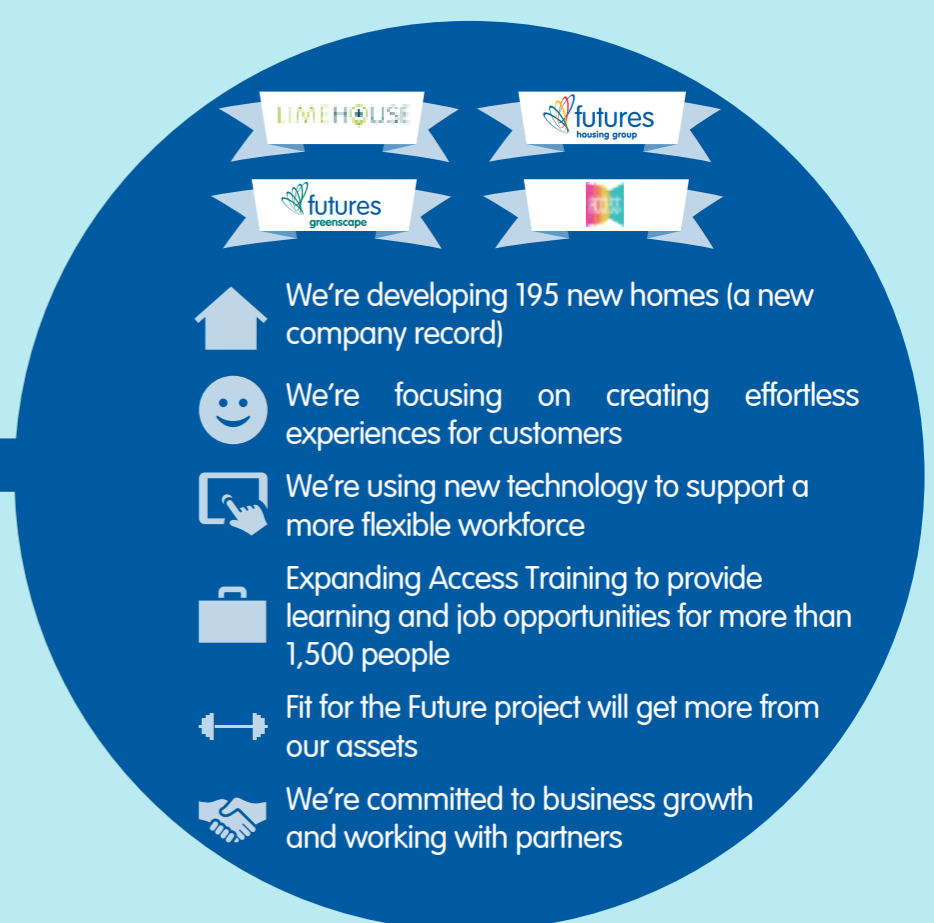 LIMEHOUSE
futures
housing group
futures
greenscape
We're developing 195 new homes (a new
company record)
We're focusing on creating effortless
experiences for customers
We're using new technology to support a
more flexible workforce
Expanding Access Training to provide
learning and job opportunities for more than
1,500 people
Fit for the Future project will get more from
our assets
We're committed to business growth
and working with partners